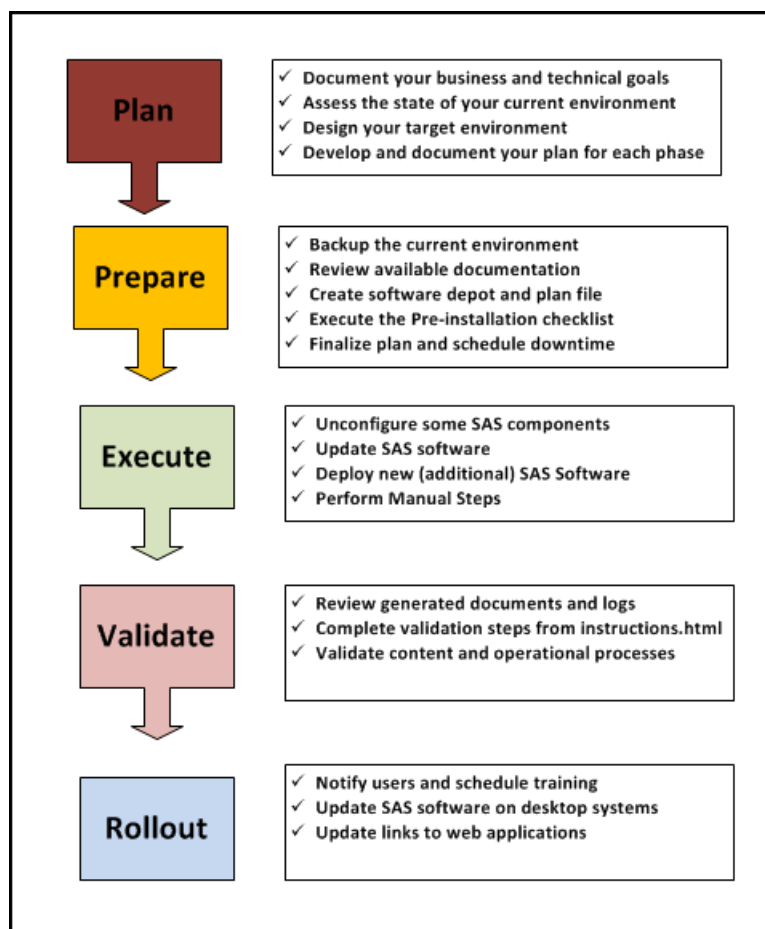 Plan
✓ Document your business and technical goals
✓ Assess the state of your current environment
✓ Design your target environment
✓ Develop and document your plan for each phase
Prepare
✓ Backup the current environment
✓ Review available documentation
✓ Create software depot and plan file
✓ Execute the Pre-installation checklist
✓ Finalize plan and schedule downtime
Execute
✓ Unconfigure some SAS components
✓ Update SAS software
✓ Deploy new (additional) SAS Software
✓ Perform Manual Steps
Validate
✓ Review generated documents and logs
✓ Complete validation steps from instructions.html
✓ Validate content and operational processes
Rollout
✓ Notify users and schedule training
✓ Update SAS software on desktop systems
✓ Update links to web applications